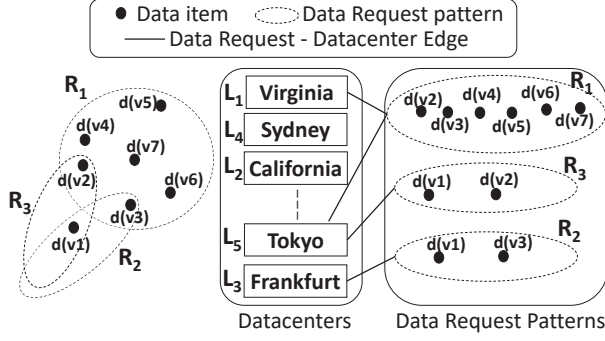 Data item
Data Request pattern
Data Request - Datacenter Edge
R1
d(v5)
d(v4)
d(v7)
d(v2)
d(v6)
R3
d(v3)
d(v1)
R2
L1 Virginia
L4 Sydney
L2 California
L5 Tokyo
L3 Frankfurt
Datacenters
R1
d(v2) d(v4) d(v6)
d(v3) d(v5) d(v7)
R3
d(v1) d(v2)
R2
d(v1) d(v3)
Data Request Patterns